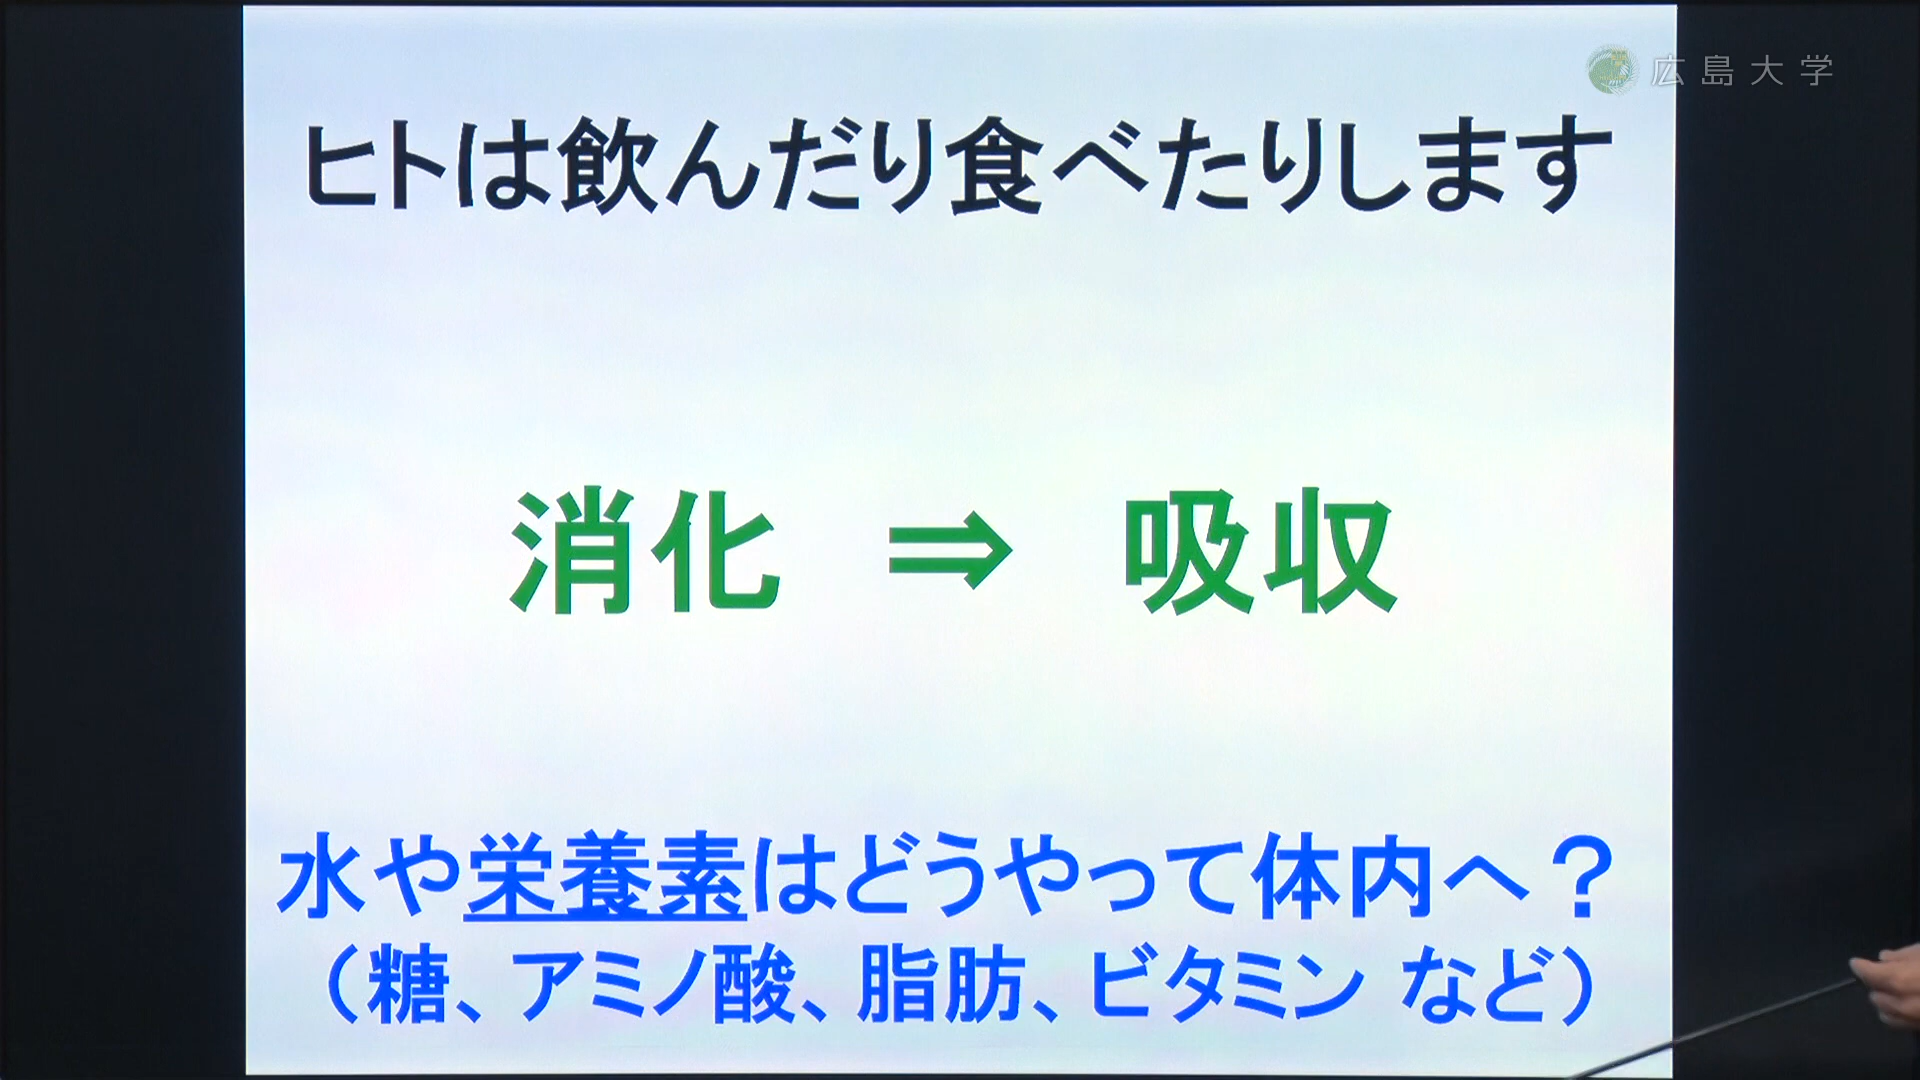 広島大学
ヒトは飲んだり食べたりします
消化 ⇒ 吸収
水や栄養素はどうやって体内へ？
（糖、アミノ酸、脂肪、ビタミン など）